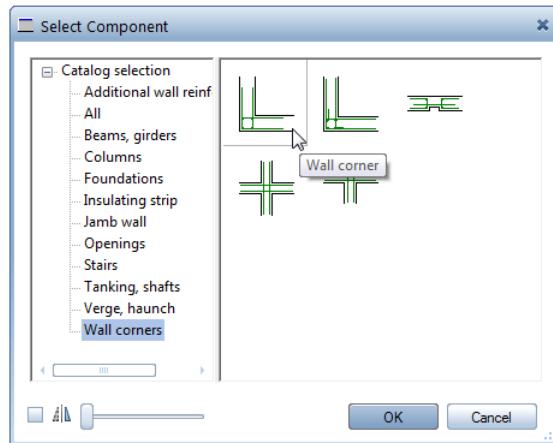 Select Component
Catalog selection
Additional wall reinf
All
Beams, girders
Columns
Foundations
Insulating strip
Jamb wall
Openings
Stairs
Tanking, shafts
Verge, haunch
Wall corners
Wall corner
OK
Cancel